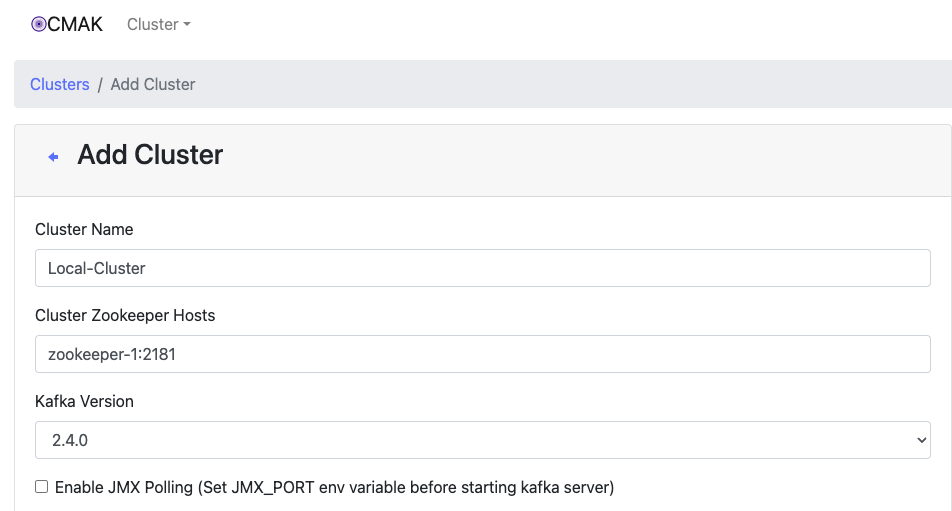 CMAK Cluster
Clusters / Add Cluster
Add Cluster
Cluster Name
Local-Cluster
Cluster Zookeeper Hosts
zookeeper-1:2181
Kafka Version
2.4.0
Enable JMX Polling (Set JMX_PORT env variable before starting kafka server)